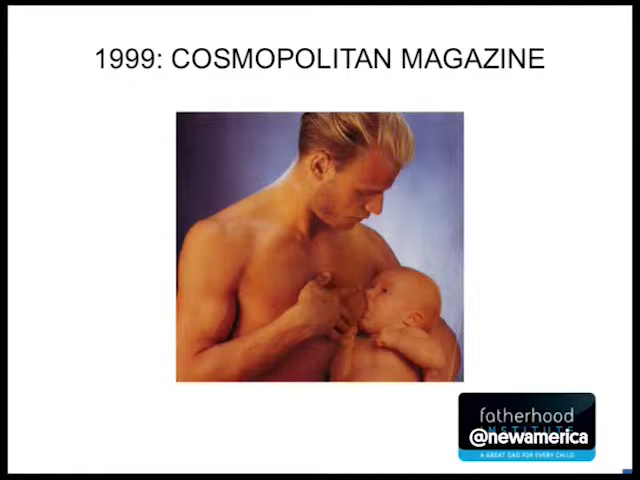 1999: COSMOPOLITAN MAGAZINE
fatherhood
INSTITUTE
@newamerica
A GREAT DAD FOR EVERY CHILD